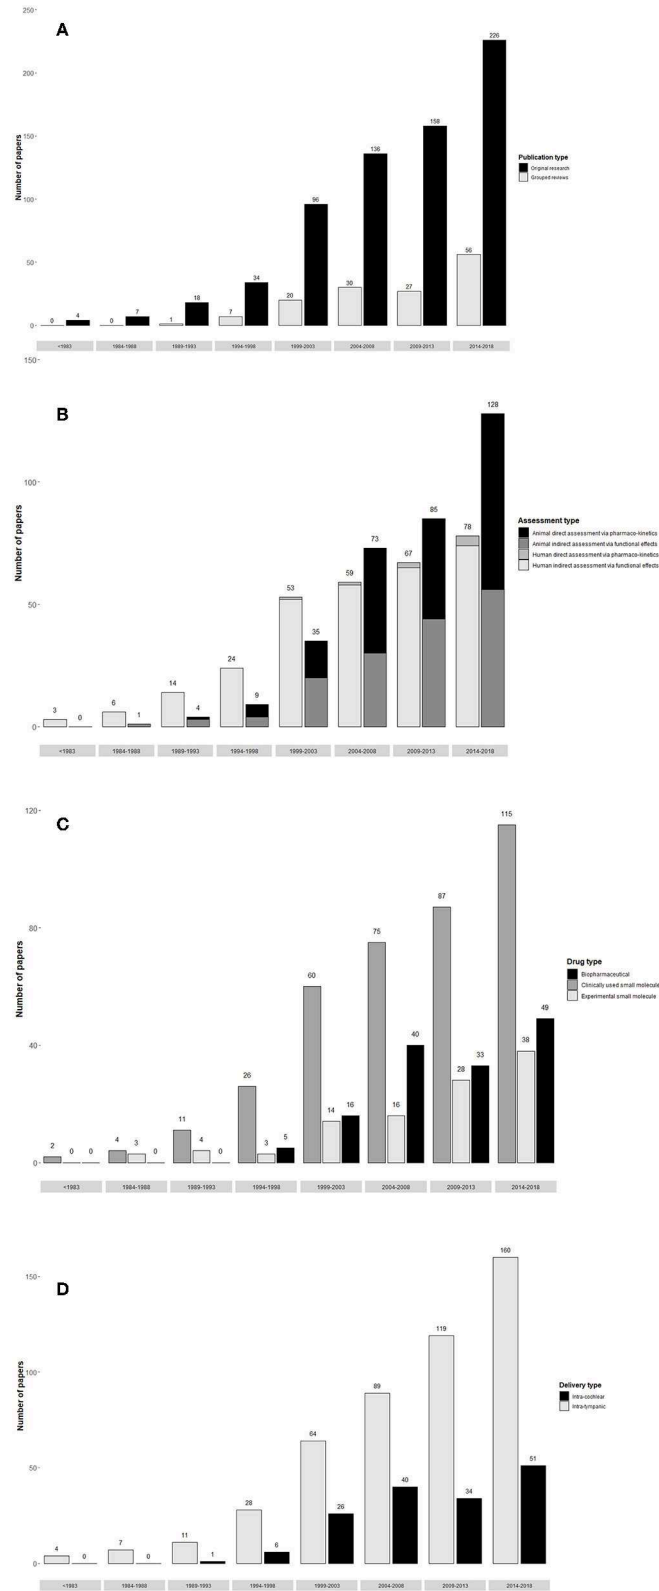 A
Number of papers
250
200
150
100
50
0
0 4 0 7 1 18 7 34 20 96 30 136 27 158 56 226
<1983 1984-1988 1989-1993 1994-1998 1999-2003 2004-2008 2009-2013 2014-2018
Publication type
Original research
Grouped reviews
B
Number of papers
150
100
50
0
3 0 6 1 14 4 24 9 53 35 59 73 67 85 78 128
<1983 1984-1988 1989-1993 1994-1998 1999-2003 2004-2008 2009-2013 2014-2018
Assessment type
Animal direct assessment via pharmaco-kinetics
Animal indirect assessment via functional effects
Human direct assessment via pharmaco-kinetics
Human indirect assessment via functional effects
C
Number of papers
120
80
40
0
2 0 0 4 3 0 11 4 0 26 3 5 60 14 16 75 16 40 87 28 33 115 38 49
<1983 1984-1988 1989-1993 1994-1998 1999-2003 2004-2008 2009-2013 2014-2018
Drug type
Biopharmaceutical
Clinically used small molecule
Experimental small molecule
D
Number of papers
150
100
50
0
4 0 7 0 11 1 28 6 64 26 89 40 119 34 160 51
<1983 1984-1988 1989-1993 1994-1998 1999-2003 2004-2008 2009-2013 2014-2018
Delivery type
Intra-cochlear
Intra-tympanic